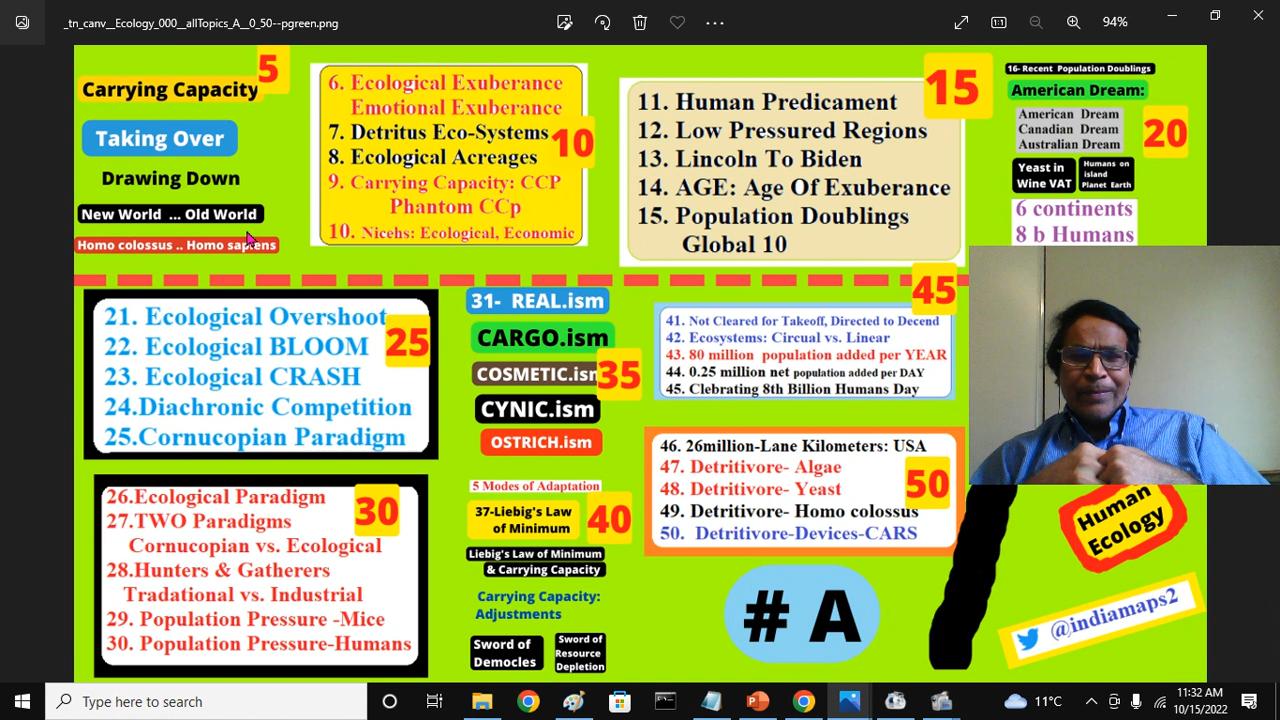 _tn_canv__Ecology_000__allTopics_A__0_50--pgreen.png
94%
Carrying Capacity
5
Taking Over
Drawing Down
New World ... Old World
Homo colossus .. Homo sapiens
6. Ecological Exuberance
Emotional Exuberance
7. Detritus Eco-Systems
8. Ecological Acreages
9. Carrying Capacity: CCP
Phantom CCp
10. Nicehs: Ecological, Economic
10
11. Human Predicament
12. Low Pressured Regions
13. Lincoln To Biden
14. AGE: Age Of Exuberance
15. Population Doublings
Global 10
15
16- Recent Population Doublings
American Dream:
American Dream
Canadian Dream
Australian Dream
20
Yeast in
Wine VAT
Humans on
island
Planet Earth
6 continents
8 b Humans
21. Ecological Overshoot
22. Ecological BLOOM
23. Ecological CRASH
24.Diachronic Competition
25.Cornucopian Paradigm
25
26.Ecological Paradigm
27.TWO Paradigms
Cornucopian vs. Ecological
28.Hunters & Gatherers
Tradational vs. Industrial
29. Population Pressure -Mice
30. Population Pressure-Humans
30
31- REAL.ism
CARGO.ism
COSMETIC.ism
CYNIC.ism
OSTRICH.ism
35
5 Modes of Adaptation
37-Liebig's Law
of Minimum
40
Liebig's Law of Minimum
& Carrying Capacity
Carrying Capacity:
Adjustments
Sword of
Democles
Sword of
Resource
Depletion
45
41. Not Cleared for Takeoff, Directed to Decend
42. Ecosystems: Circual vs. Linear
43. 80 million population added per YEAR
44. 0.25 million net population added per DAY
45. Clebrating 8th Billion Humans Day
46. 26million-Lane Kilometers: USA
47. Detritivore- Algae
48. Detritivore- Yeast
49. Detritivore- Homo colossus
50. Detritivore-Devices-CARS
50
# A
Human
Ecology
@indiamaps2
Type here to search
11°C
11:32 AM
10/15/2022